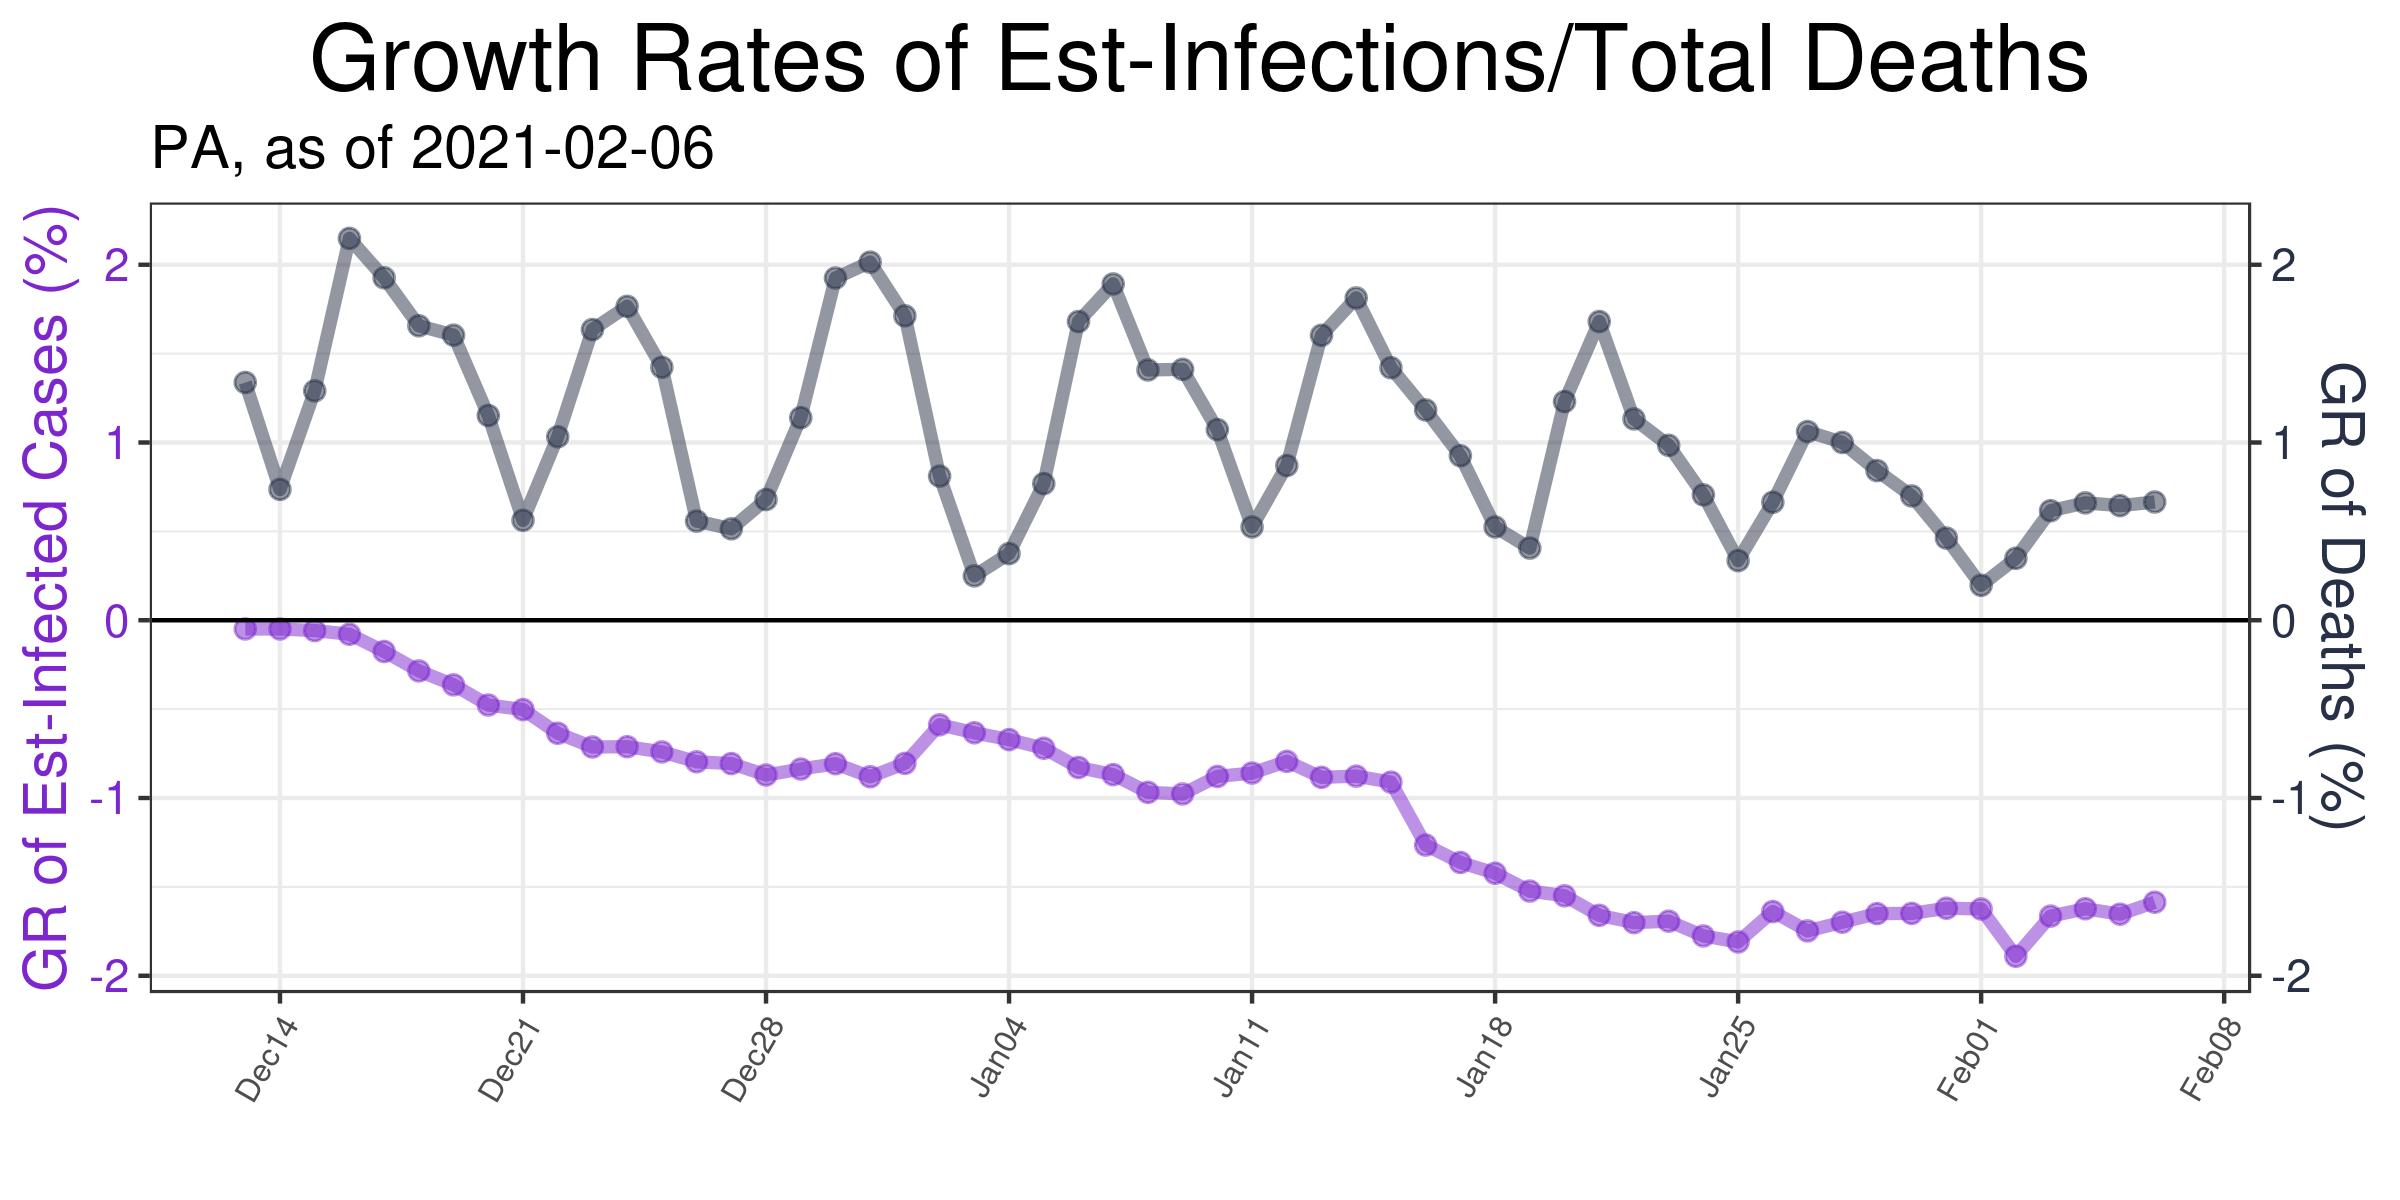 Growth Rates of Est-Infections/Total Deaths
PA, as of 2021-02-06
GR of Est-Infected Cases (%)
2
1
0
-1
-2
2
1
0
-1
-2
GR of Deaths (%)
Dec14
Dec21
Dec28
Jan04
Jan11
Jan18
Jan25
Feb01
Feb08